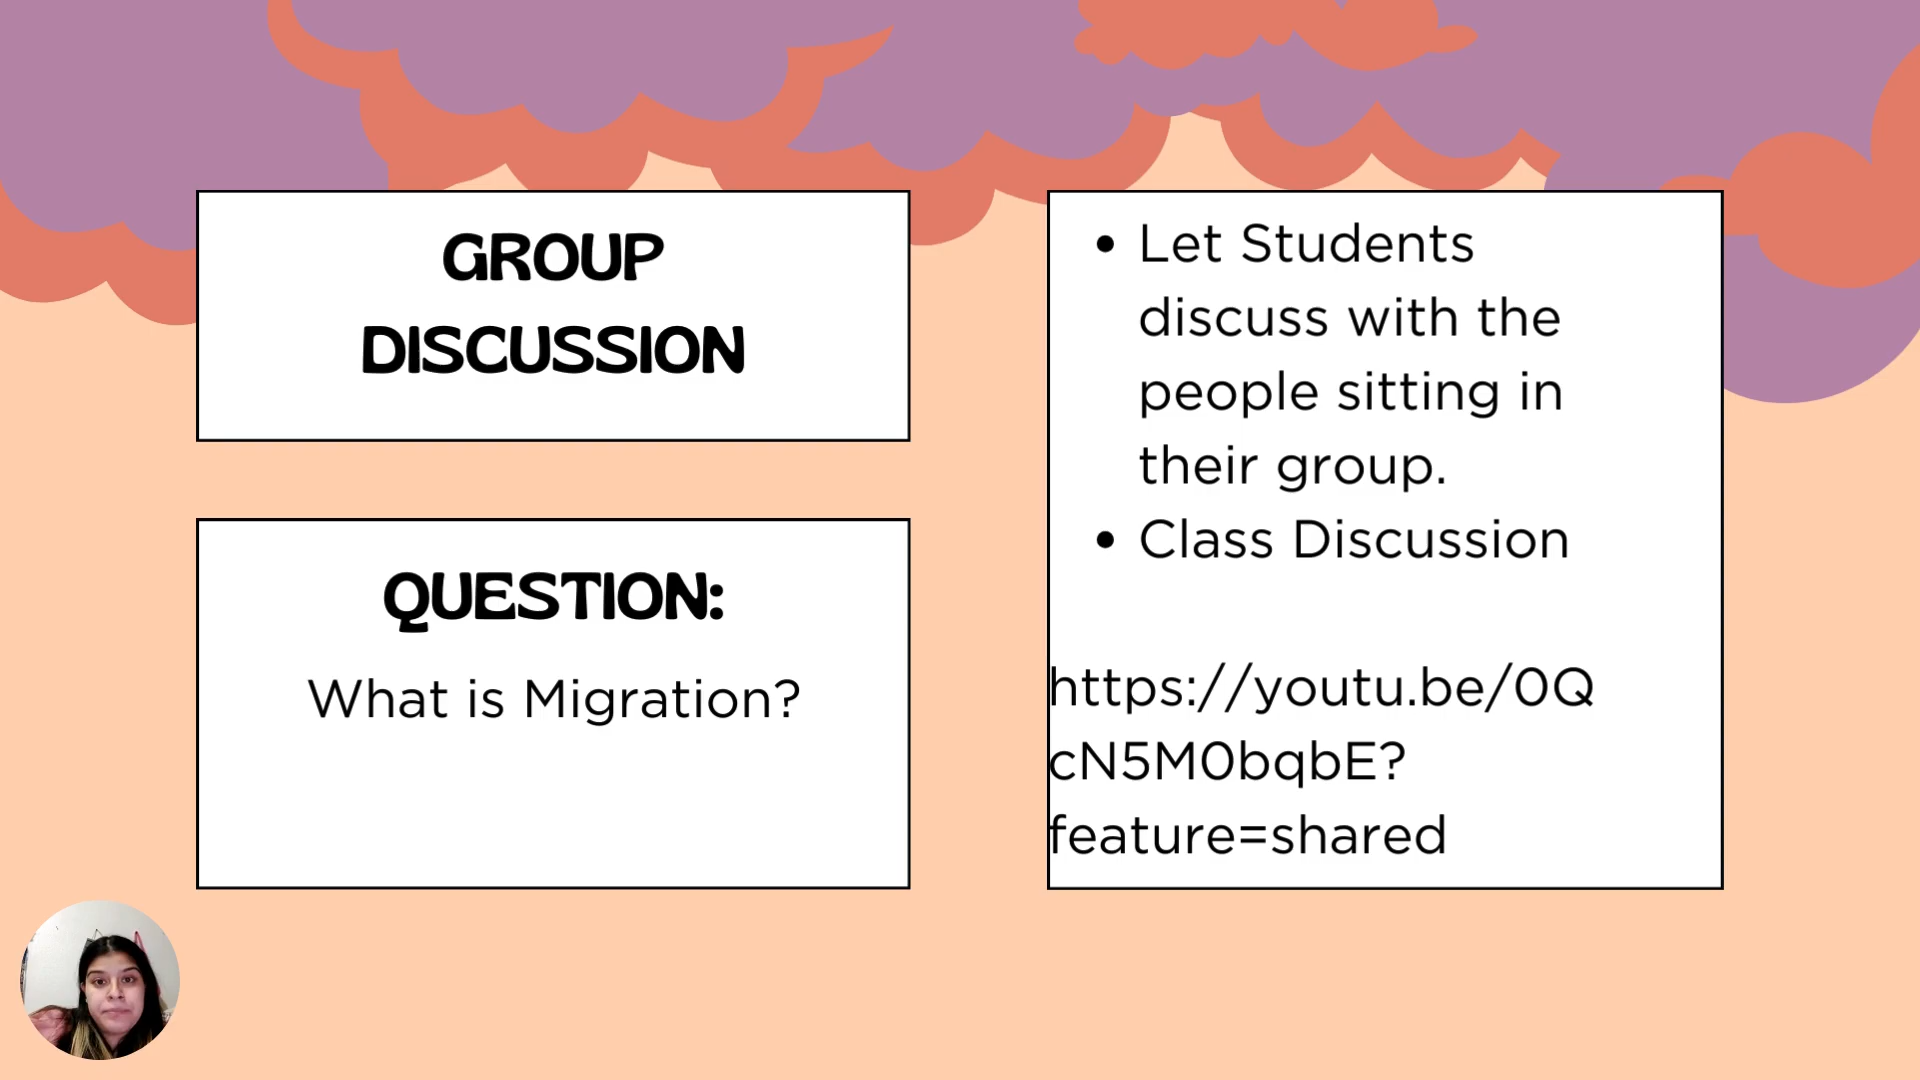 GROUP
DISCUSSION
QUESTION:
What is Migration?
• Let Students
discuss with the
people sitting in
their group.
• Class Discussion
https://youtu.be/0Q
cN5M0bqbE?
feature=shared